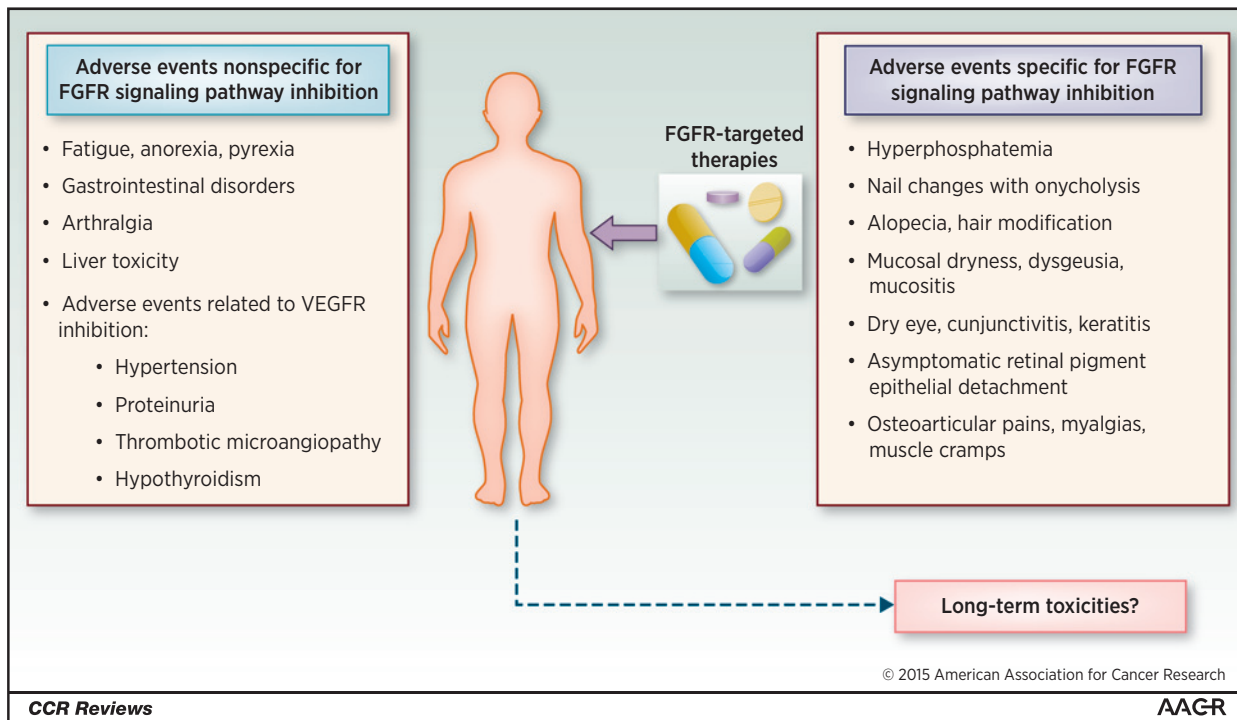 Adverse events nonspecific for
FGFR signaling pathway inhibition
• Fatigue, anorexia, pyrexia
• Gastrointestinal disorders
• Arthralgia
• Liver toxicity
• Adverse events related to VEGFR
inhibition:
• Hypertension
• Proteinuria
• Thrombotic microangiopathy
• Hypothyroidism
FGFR-targeted
therapies
Adverse events specific for FGFR
signaling pathway inhibition
• Hyperphosphatemia
• Nail changes with onycholysis
• Alopecia, hair modification
• Mucosal dryness, dysgeusia,
mucositis
• Dry eye, cunjunctivitis, keratitis
• Asymptomatic retinal pigment
epithelial detachment
• Osteoarticular pains, myalgias,
muscle cramps
Long-term toxicities?
© 2015 American Association for Cancer Research
CCR Reviews
AACR